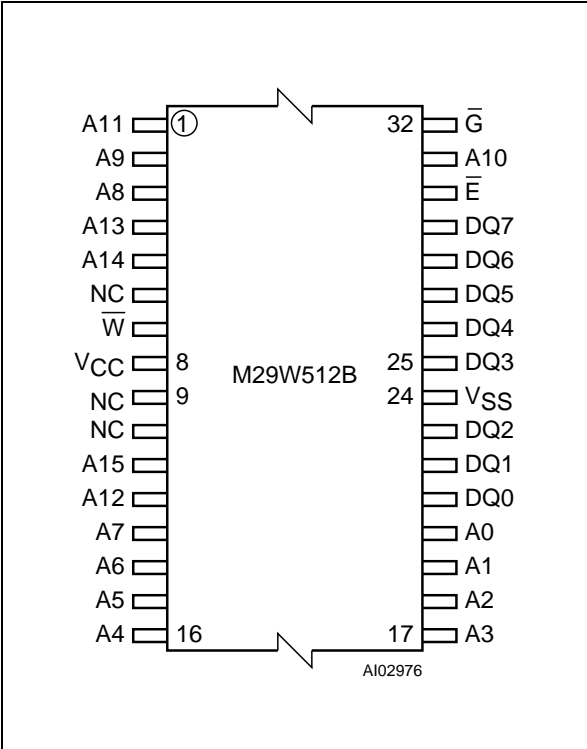 A11 1 32 G̅
A9 A10
A8 E̅
A13 DQ7
A14 DQ6
NC DQ5
W̅ DQ4
VCC 8 25 DQ3
M29W512B
NC 9 24 VSS
NC DQ2
A15 DQ1
A12 DQ0
A7 A0
A6 A1
A5 A2
A4 16 17 A3
AI02976